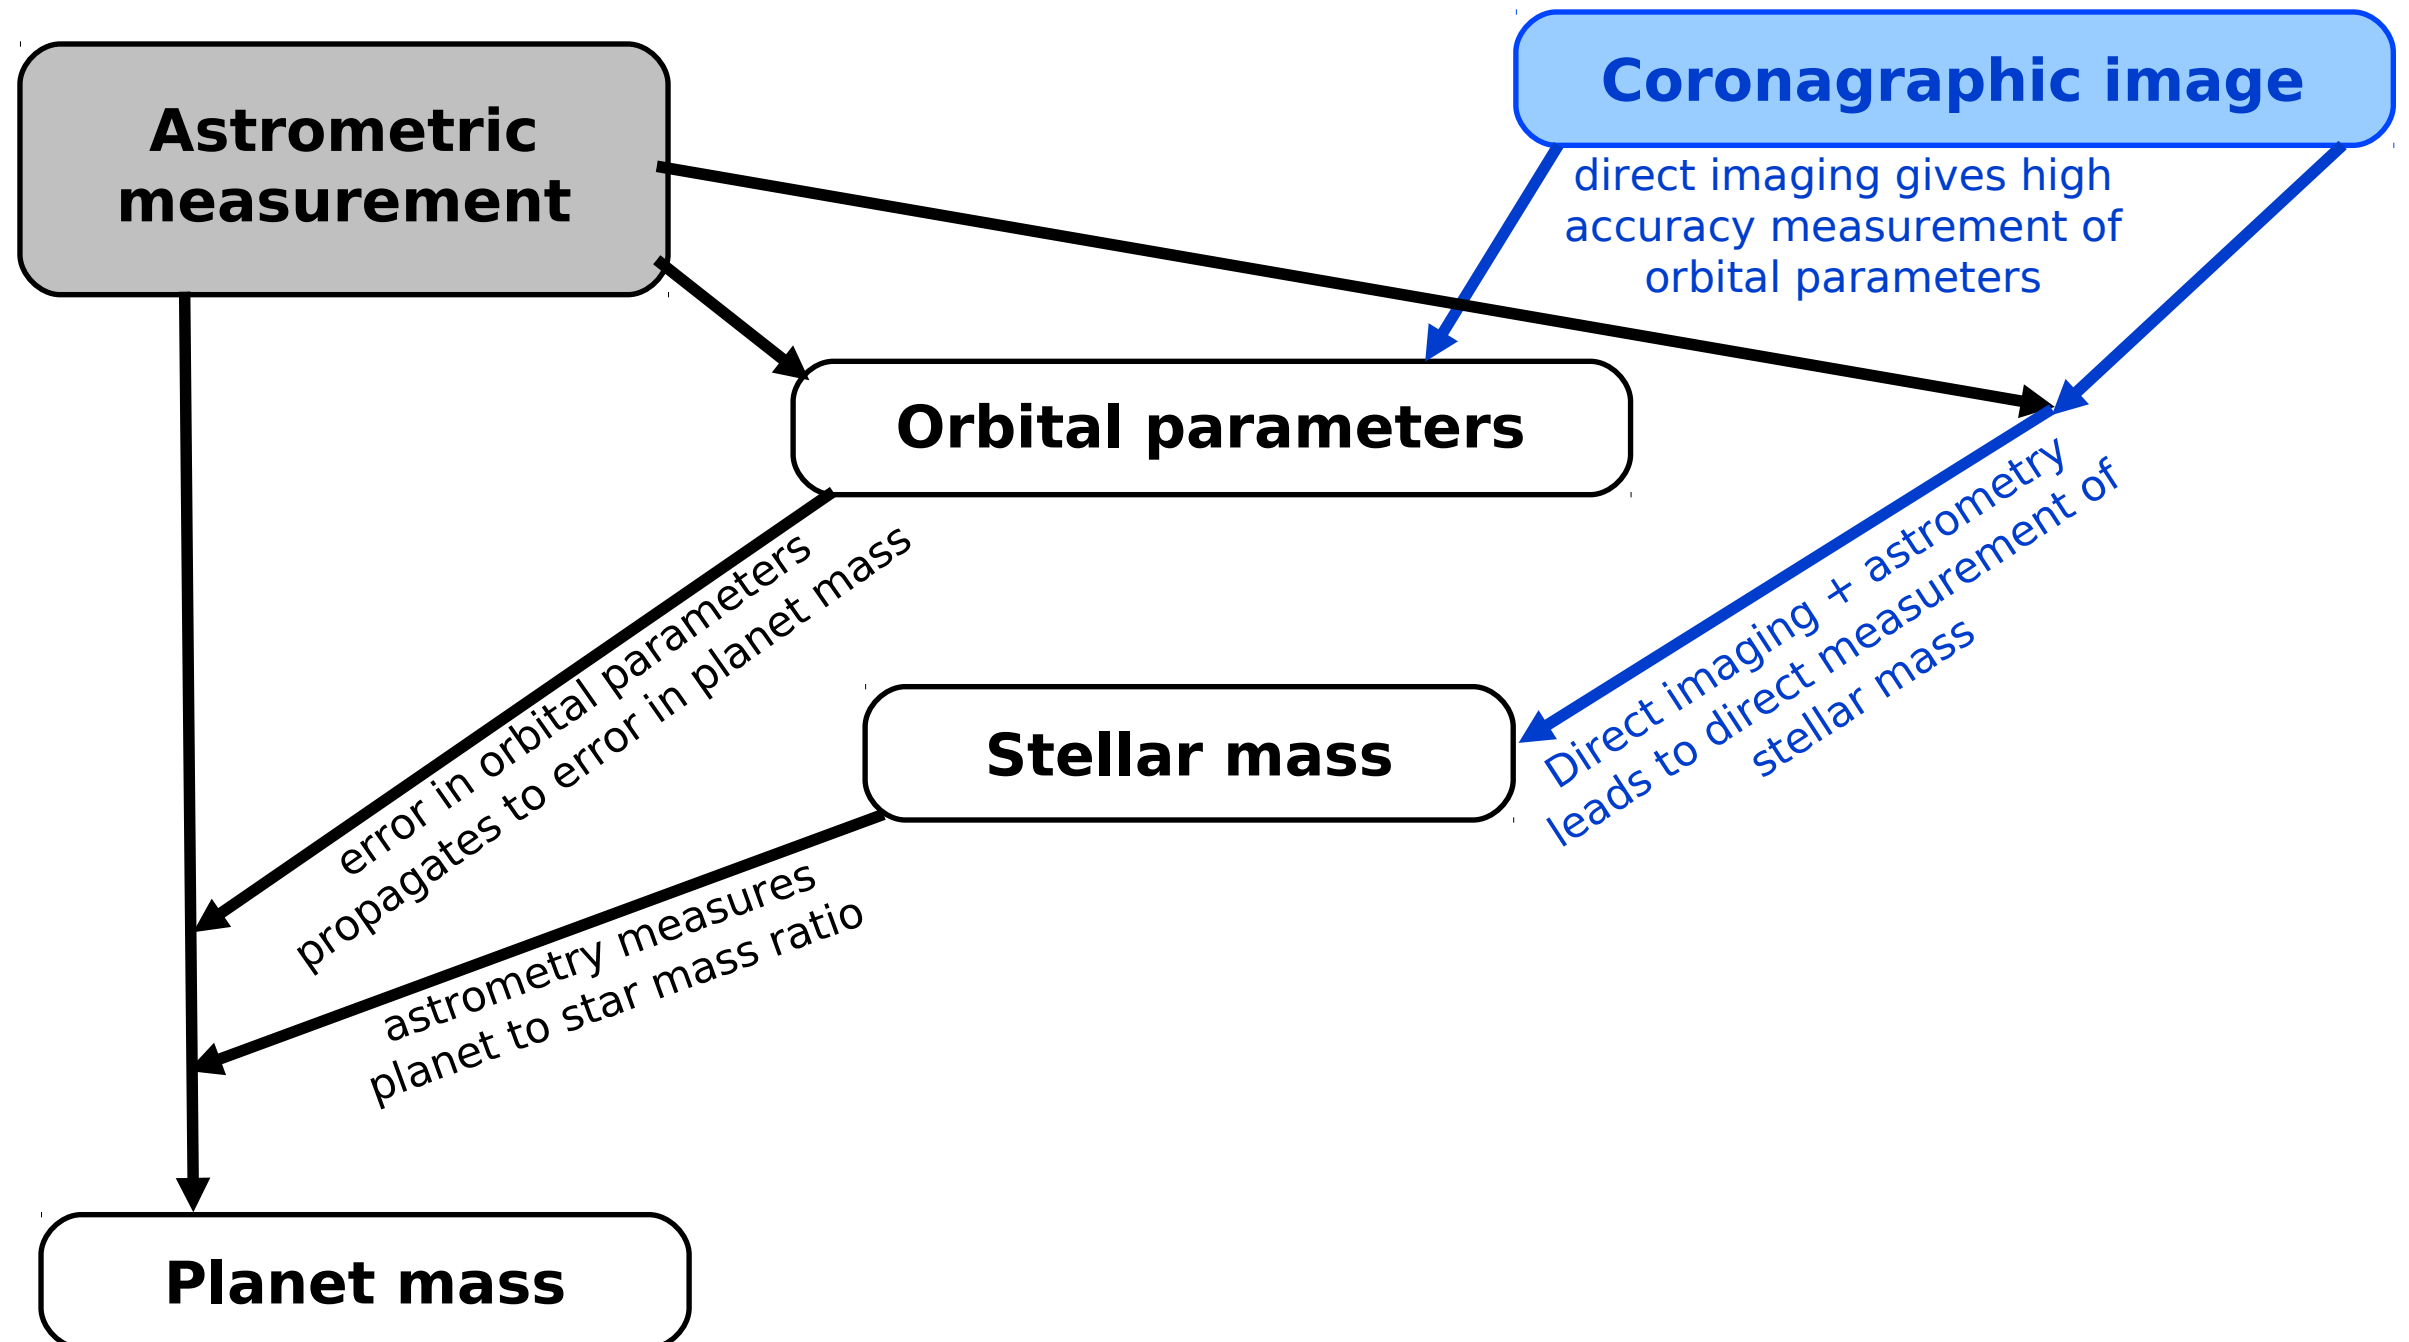 Astrometric
measurement
Coronagraphic image
direct imaging gives high
accuracy measurement of
orbital parameters
Orbital parameters
error in orbital parameters
propagates to error in planet mass
Stellar mass
Direct imaging + astrometry
leads to direct measurement of
stellar mass
astrometry measures
planet to star mass ratio
Planet mass